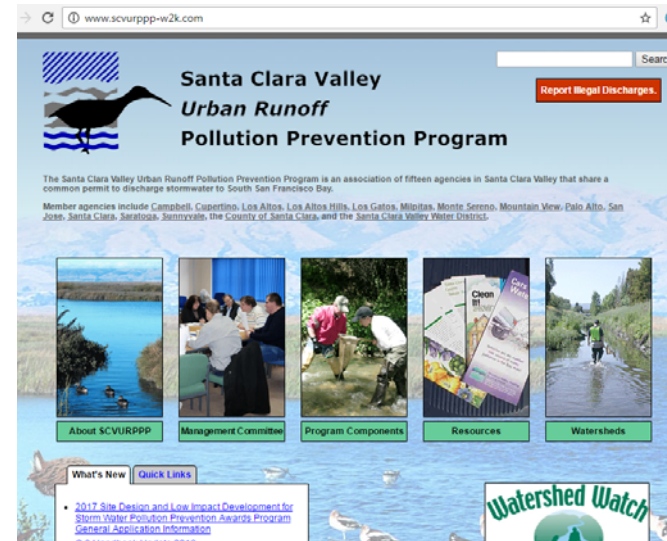 www.scvurppp-w2k.com
Searc
Santa Clara Valley
Urban Runoff
Pollution Prevention Program
Report Illegal Discharges.
The Santa Clara Valley Urban Runoff Pollution Prevention Program is an association of fifteen agencies in Santa Clara Valley that share a
common permit to discharge stormwater to South San Francisco Bay.
Member agencies include Campbell, Cupertino, Los Altos, Los Altos Hills, Los Gatos, Milpitas, Monte Sereno, Mountain View, Palo Alto, San
Jose, Santa Clara, Saratoga, Sunnyvale, the County of Santa Clara, and the Santa Clara Valley Water District.
Clean
It!
About SCVURPPP
Management Committee
Program Components
Resources
Watersheds
What's New
Quick Links
2017 Site Design and Low Impact Development for
Storm Water Pollution Prevention Awards Program
General Application Information
Watershed Watch